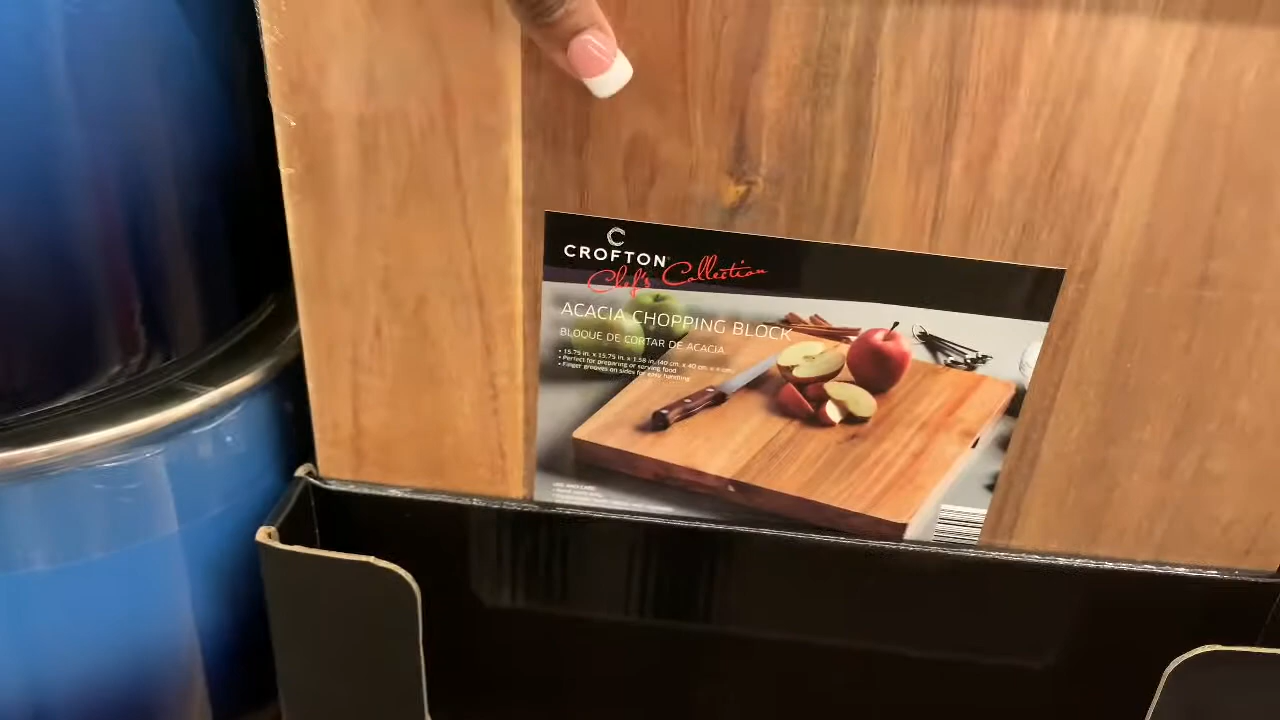 CROFTON
Chef's Collection
ACACIA CHOPPING BLOCK
BLOQUE DE CORTAR DE ACACIA
• 15.75 in. x 15.75 in. x 1.58 in. (40 cm. x 40 cm. x
• Perfect for preparing or serving food
• Finger grooves on sides for easy handling